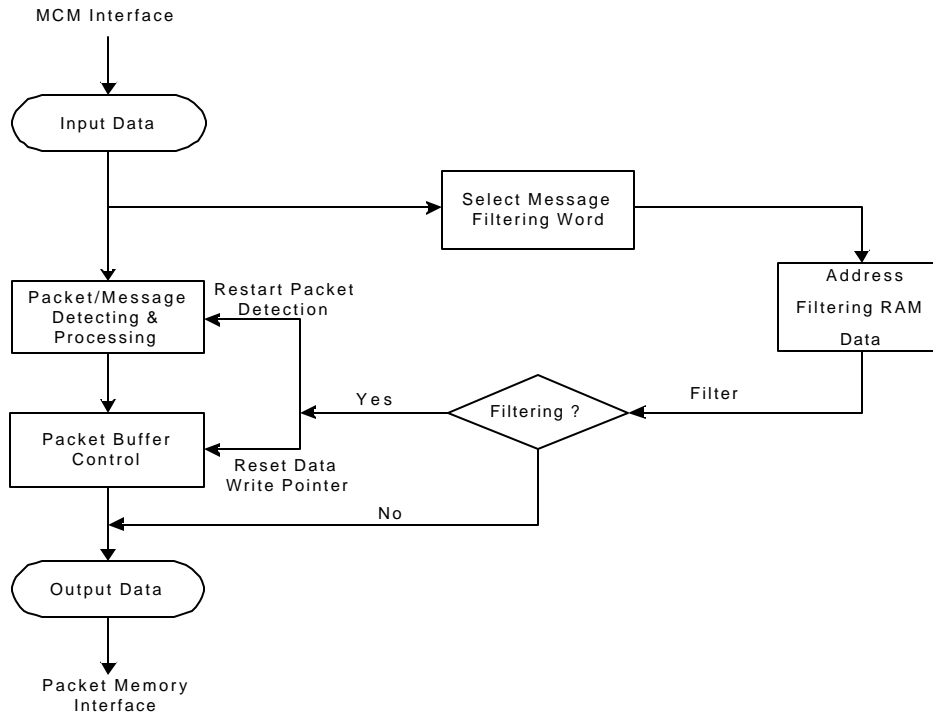 MCM Interface
Input Data
Select Message
Filtering Word
Address
Filtering RAM
Data
Packet/Message
Detecting &
Processing
Restart Packet
Detection
Filter
Filtering ?
Yes
Packet Buffer
Control
Reset Data
Write Pointer
No
Output Data
Packet Memory
Interface